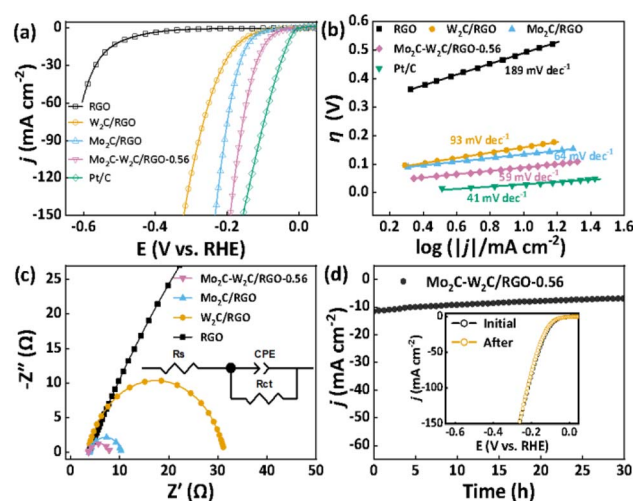 (a)
0
-30
-60
-90
-120
-150
j (mA cm⁻²)
RGO
W₂C/RGO
Mo₂C/RGO
Mo₂C-W₂C/RGO-0.56
Pt/C
-0.6 -0.4 -0.2 0.0
E (V vs. RHE)
(b)
RGO W₂C/RGO Mo₂C/RGO
Mo₂C-W₂C/RGO-0.56
Pt/C
0.6
0.5
0.4
0.3
0.2
0.1
0.0
η (V)
189 mV dec⁻¹
93 mV dec⁻¹
64 mV dec⁻¹
59 mV dec⁻¹
41 mV dec⁻¹
0.2 0.4 0.6 0.8 1.0 1.2 1.4 1.6
log (|j|/mA cm⁻²)
(c)
25
20
15
10
5
0
-Z″ (Ω)
Mo₂C-W₂C/RGO-0.56
Mo₂C/RGO
W₂C/RGO
RGO
Rs
CPE
Rct
0 10 20 30 40 50
Z′ (Ω)
(d)
Mo₂C-W₂C/RGO-0.56
0
-10
-20
-30
-40
-50
-60
j (mA cm⁻²)
Initial
After
0
-50
-100
-150
j (mA cm⁻²)
-0.6 -0.4 -0.2 0.0
E (V vs. RHE)
0 5 10 15 20 25 30
Time (h)